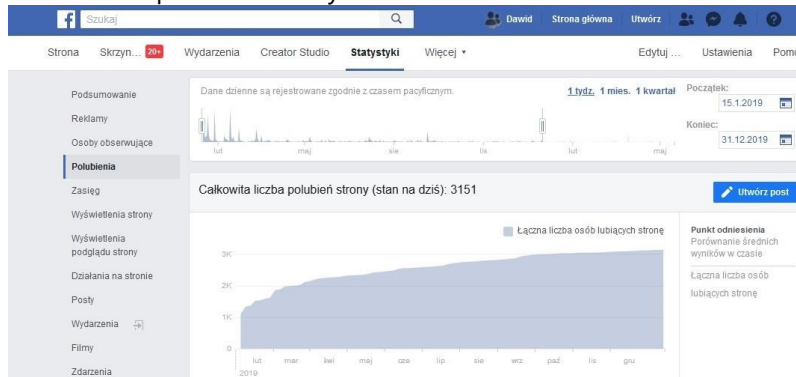 Szukaj
Dawid Strona główna Utwórz
Strona Skrzyn... 20+ Wydarzenia Creator Studio Statystyki Więcej Edytuj ... Ustawienia Pomo
Podsumowanie
Reklamy
Osoby obserwujące
Polubienia
Zasięg
Wyświetlenia strony
Wyświetlenia
podglądu strony
Działania na stronie
Posty
Wydarzenia
Filmy
Zdarzenia
Dane dzienne są rejestrowane zgodnie z czasem pacyficznym.
1 tydz. 1 mies. 1 kwartał
Początek:
15.1.2019
Koniec:
31.12.2019
lut maj sie lis lut maj
Całkowita liczba polubień strony (stan na dziś): 3151
Utwórz post
Łączna liczba osób lubiących stronę
3K
2K
1K
0
lut mar kwi maj cze lip sie wrz paź lis gru
2019
Punkt odniesienia
Porównanie średnich
wyników w czasie
Łączna liczba osób
lubiących stronę